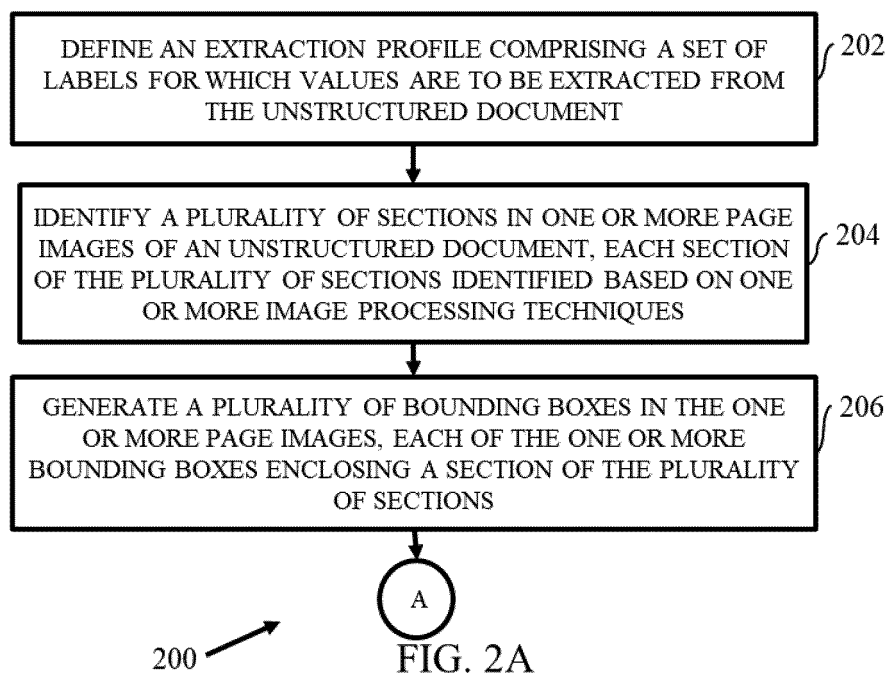 DEFINE AN EXTRACTION PROFILE COMPRISING A SET OF
LABELS FOR WHICH VALUES ARE TO BE EXTRACTED FROM
THE UNSTRUCTURED DOCUMENT
202
IDENTIFY A PLURALITY OF SECTIONS IN ONE OR MORE PAGE
IMAGES OF AN UNSTRUCTURED DOCUMENT, EACH SECTION
OF THE PLURALITY OF SECTIONS IDENTIFIED BASED ON ONE
OR MORE IMAGE PROCESSING TECHNIQUES
204
GENERATE A PLURALITY OF BOUNDING BOXES IN THE ONE
OR MORE PAGE IMAGES, EACH OF THE ONE OR MORE
BOUNDING BOXES ENCLOSING A SECTION OF THE PLURALITY
OF SECTIONS
206
A
200
FIG. 2A